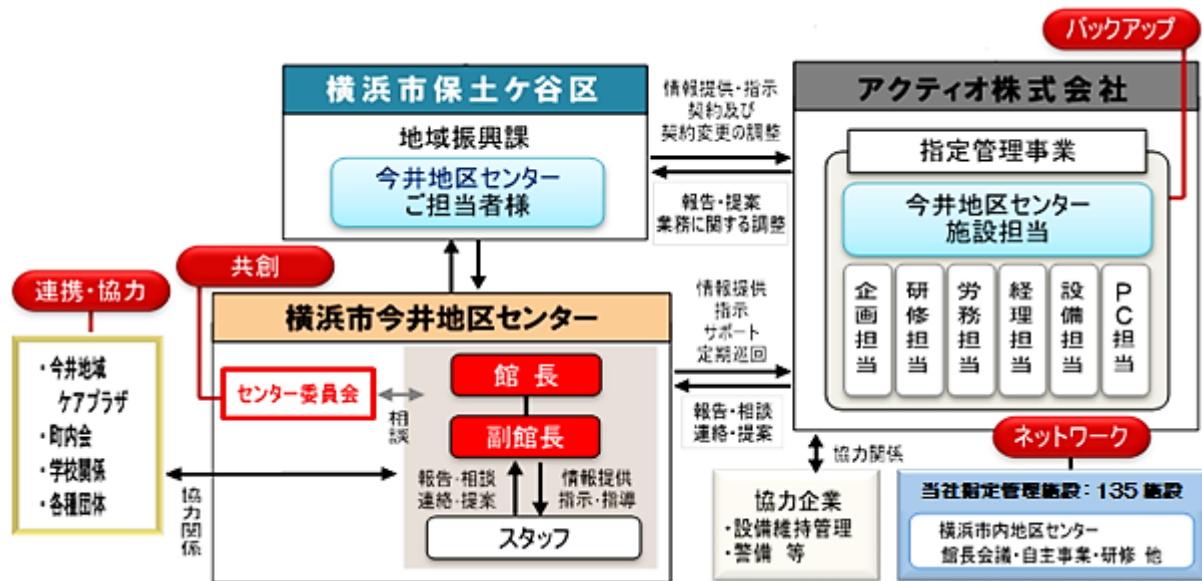 バックアップ
横浜市保土ケ谷区
地域振興課
今井地区センター
ご担当者様
情報提供・指示
契約及び
契約変更の調整
報告・提案
業務に関する調整
アクティオ株式会社
指定管理事業
今井地区センター
施設担当
企画担当
研修担当
労務担当
経理担当
設備担当
PC担当
共創
連携・協力
・今井地域
ケアプラザ
・町内会
・学校関係
・各種団体
協力関係
横浜市今井地区センター
センター委員会
相談
館長
副館長
報告・相談
連絡・提案
情報提供
指示・指導
スタッフ
情報提供
指示
サポート
定期巡回
報告・相談
連絡・提案
協力関係
協力企業
・設備維持管理
・警備 等
ネットワーク
当社指定管理施設:135施設
横浜市内地区センター
館長会議・自主事業・研修 他